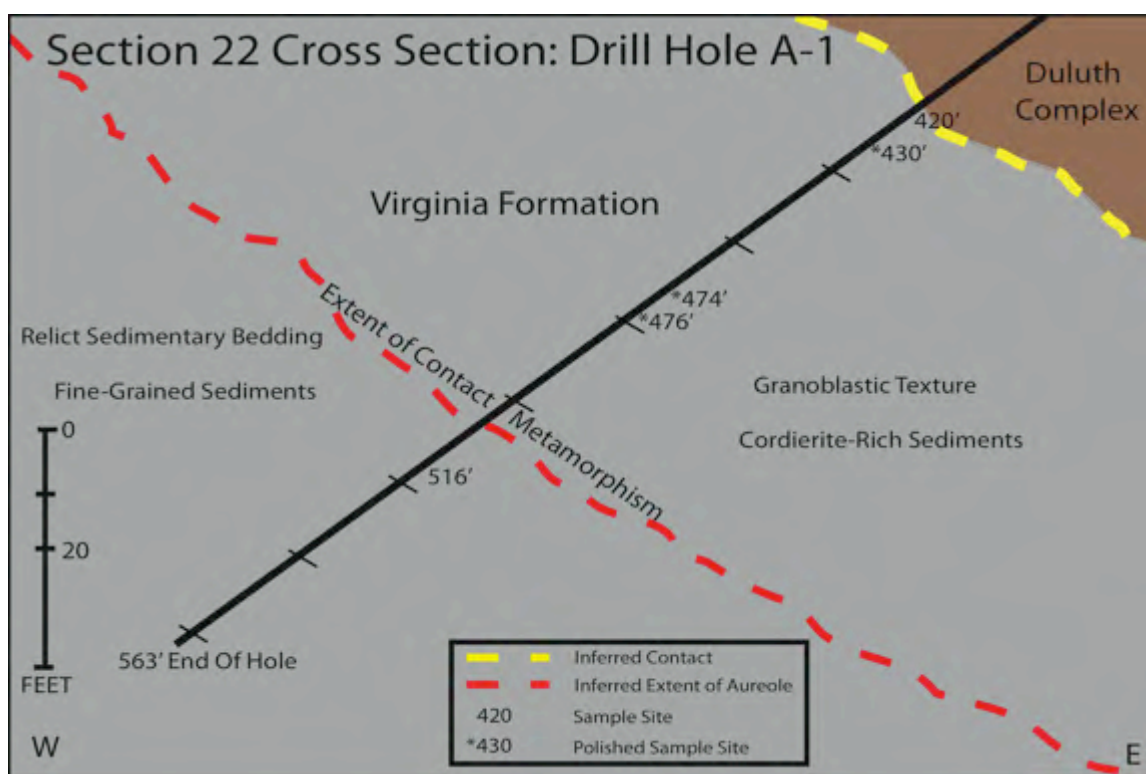 Section 22 Cross Section: Drill Hole A-1
Duluth
Complex
420’
*430’
Virginia Formation
*474’
*476’
Extent of Contact Metamorphism
Relict Sedimentary Bedding
Fine-Grained Sediments
Granoblastic Texture
Cordierite-Rich Sediments
516’
0
20
FEET
563’ End Of Hole
Inferred Contact
Inferred Extent of Aureole
420 Sample Site
*430 Polished Sample Site
W
E